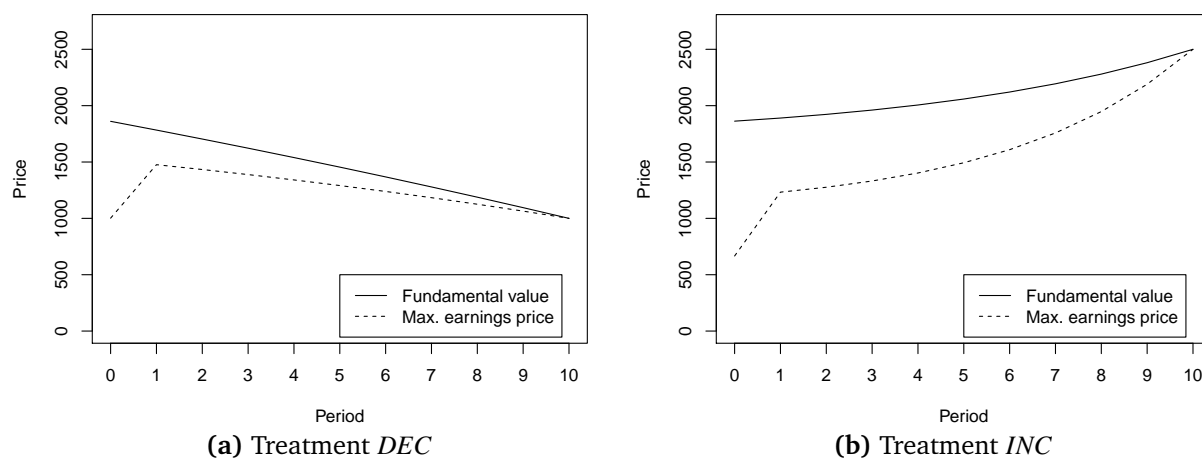 2500
2000
1500
1000
500
0
Price
Fundamental value
Max. earnings price
0 1 2 3 4 5 6 7 8 9 10
Period
(a) Treatment DEC
2500
2000
1500
1000
500
0
Price
Fundamental value
Max. earnings price
0 1 2 3 4 5 6 7 8 9 10
Period
(b) Treatment INC